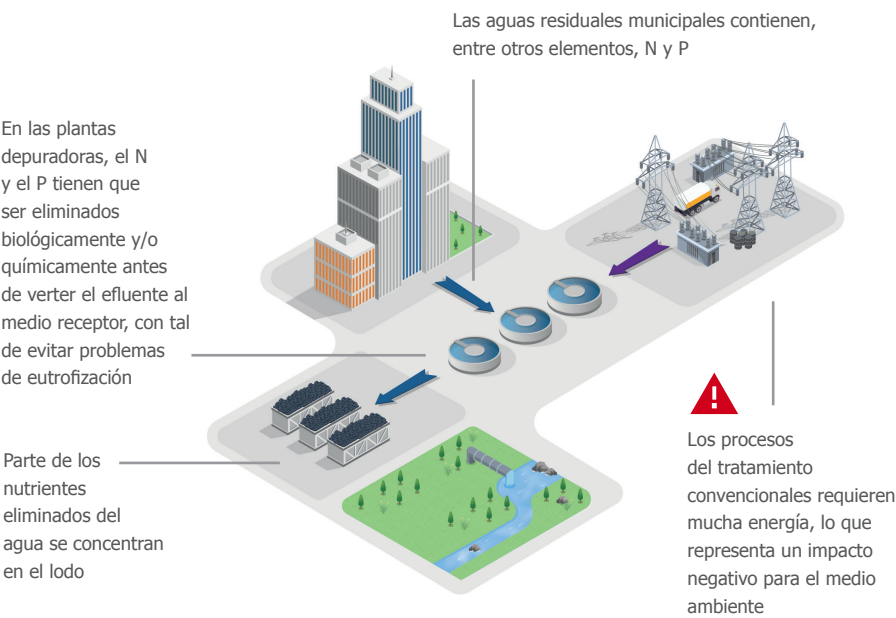 Las aguas residuales municipales contienen,
entre otros elementos, N y P
En las plantas
depuradoras, el N
y el P tienen que
ser eliminados
biológicamente y/o
químicamente antes
de verter el efluente al
medio receptor, con tal
de evitar problemas
de eutrofización
Parte de los
nutrientes
eliminados del
agua se concentran
en el lodo
!
Los procesos
del tratamiento
convencionales requieren
mucha energía, lo que
representa un impacto
negativo para el medio
ambiente